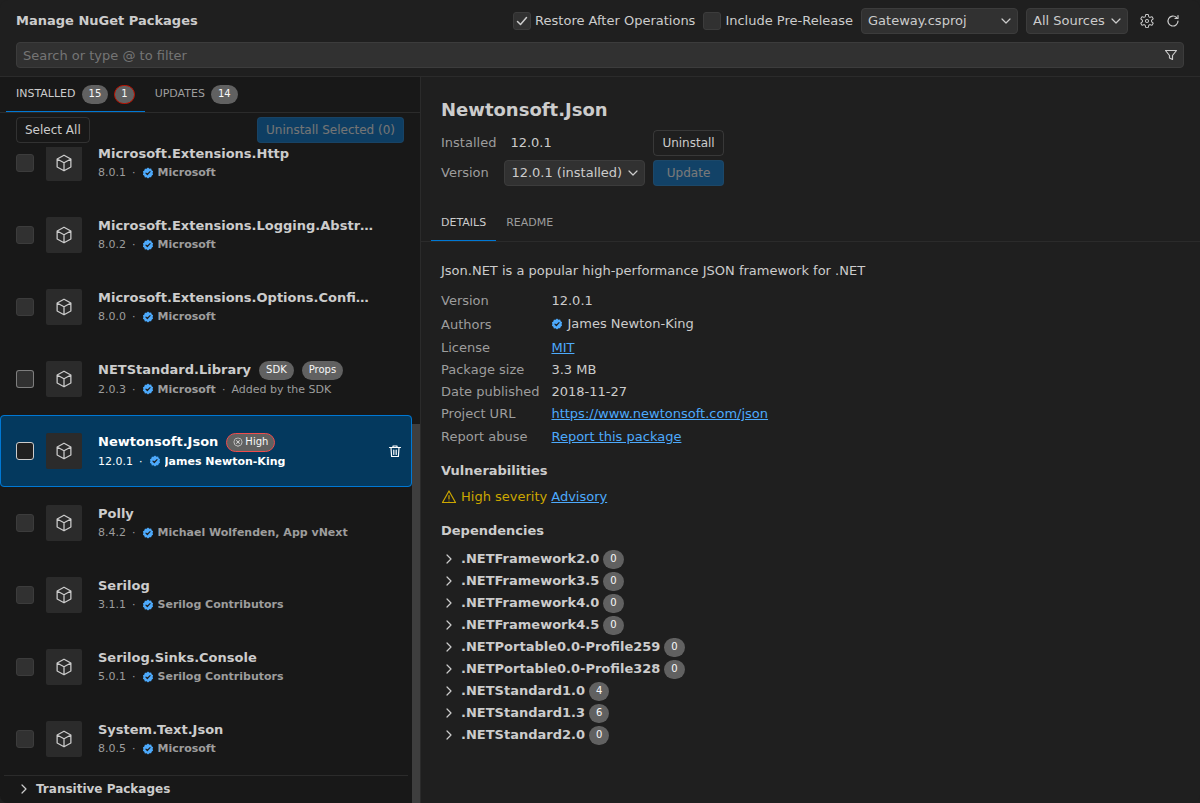 Manage NuGet Packages
Restore After Operations
Include Pre-Release
Gateway.csproj
All Sources
Search or type @ to filter
INSTALLED 15 1
UPDATES 14
Select All
Uninstall Selected (0)
Microsoft.Extensions.Http
8.0.1 · Microsoft
Microsoft.Extensions.Logging.Abstr…
8.0.2 · Microsoft
Microsoft.Extensions.Options.Confi…
8.0.0 · Microsoft
NETStandard.Library SDK Props
2.0.3 · Microsoft · Added by the SDK
Newtonsoft.Json High
12.0.1 · James Newton-King
Polly
8.4.2 · Michael Wolfenden, App vNext
Serilog
3.1.1 · Serilog Contributors
Serilog.Sinks.Console
5.0.1 · Serilog Contributors
System.Text.Json
8.0.5 · Microsoft
Transitive Packages
Newtonsoft.Json
Installed 12.0.1 Uninstall
Version 12.0.1 (installed) Update
DETAILS README
Json.NET is a popular high-performance JSON framework for .NET
Version 12.0.1
Authors James Newton-King
License MIT
Package size 3.3 MB
Date published 2018-11-27
Project URL https://www.newtonsoft.com/json
Report abuse Report this package
Vulnerabilities
High severity Advisory
Dependencies
.NETFramework2.0 0
.NETFramework3.5 0
.NETFramework4.0 0
.NETFramework4.5 0
.NETPortable0.0-Profile259 0
.NETPortable0.0-Profile328 0
.NETStandard1.0 4
.NETStandard1.3 6
.NETStandard2.0 0